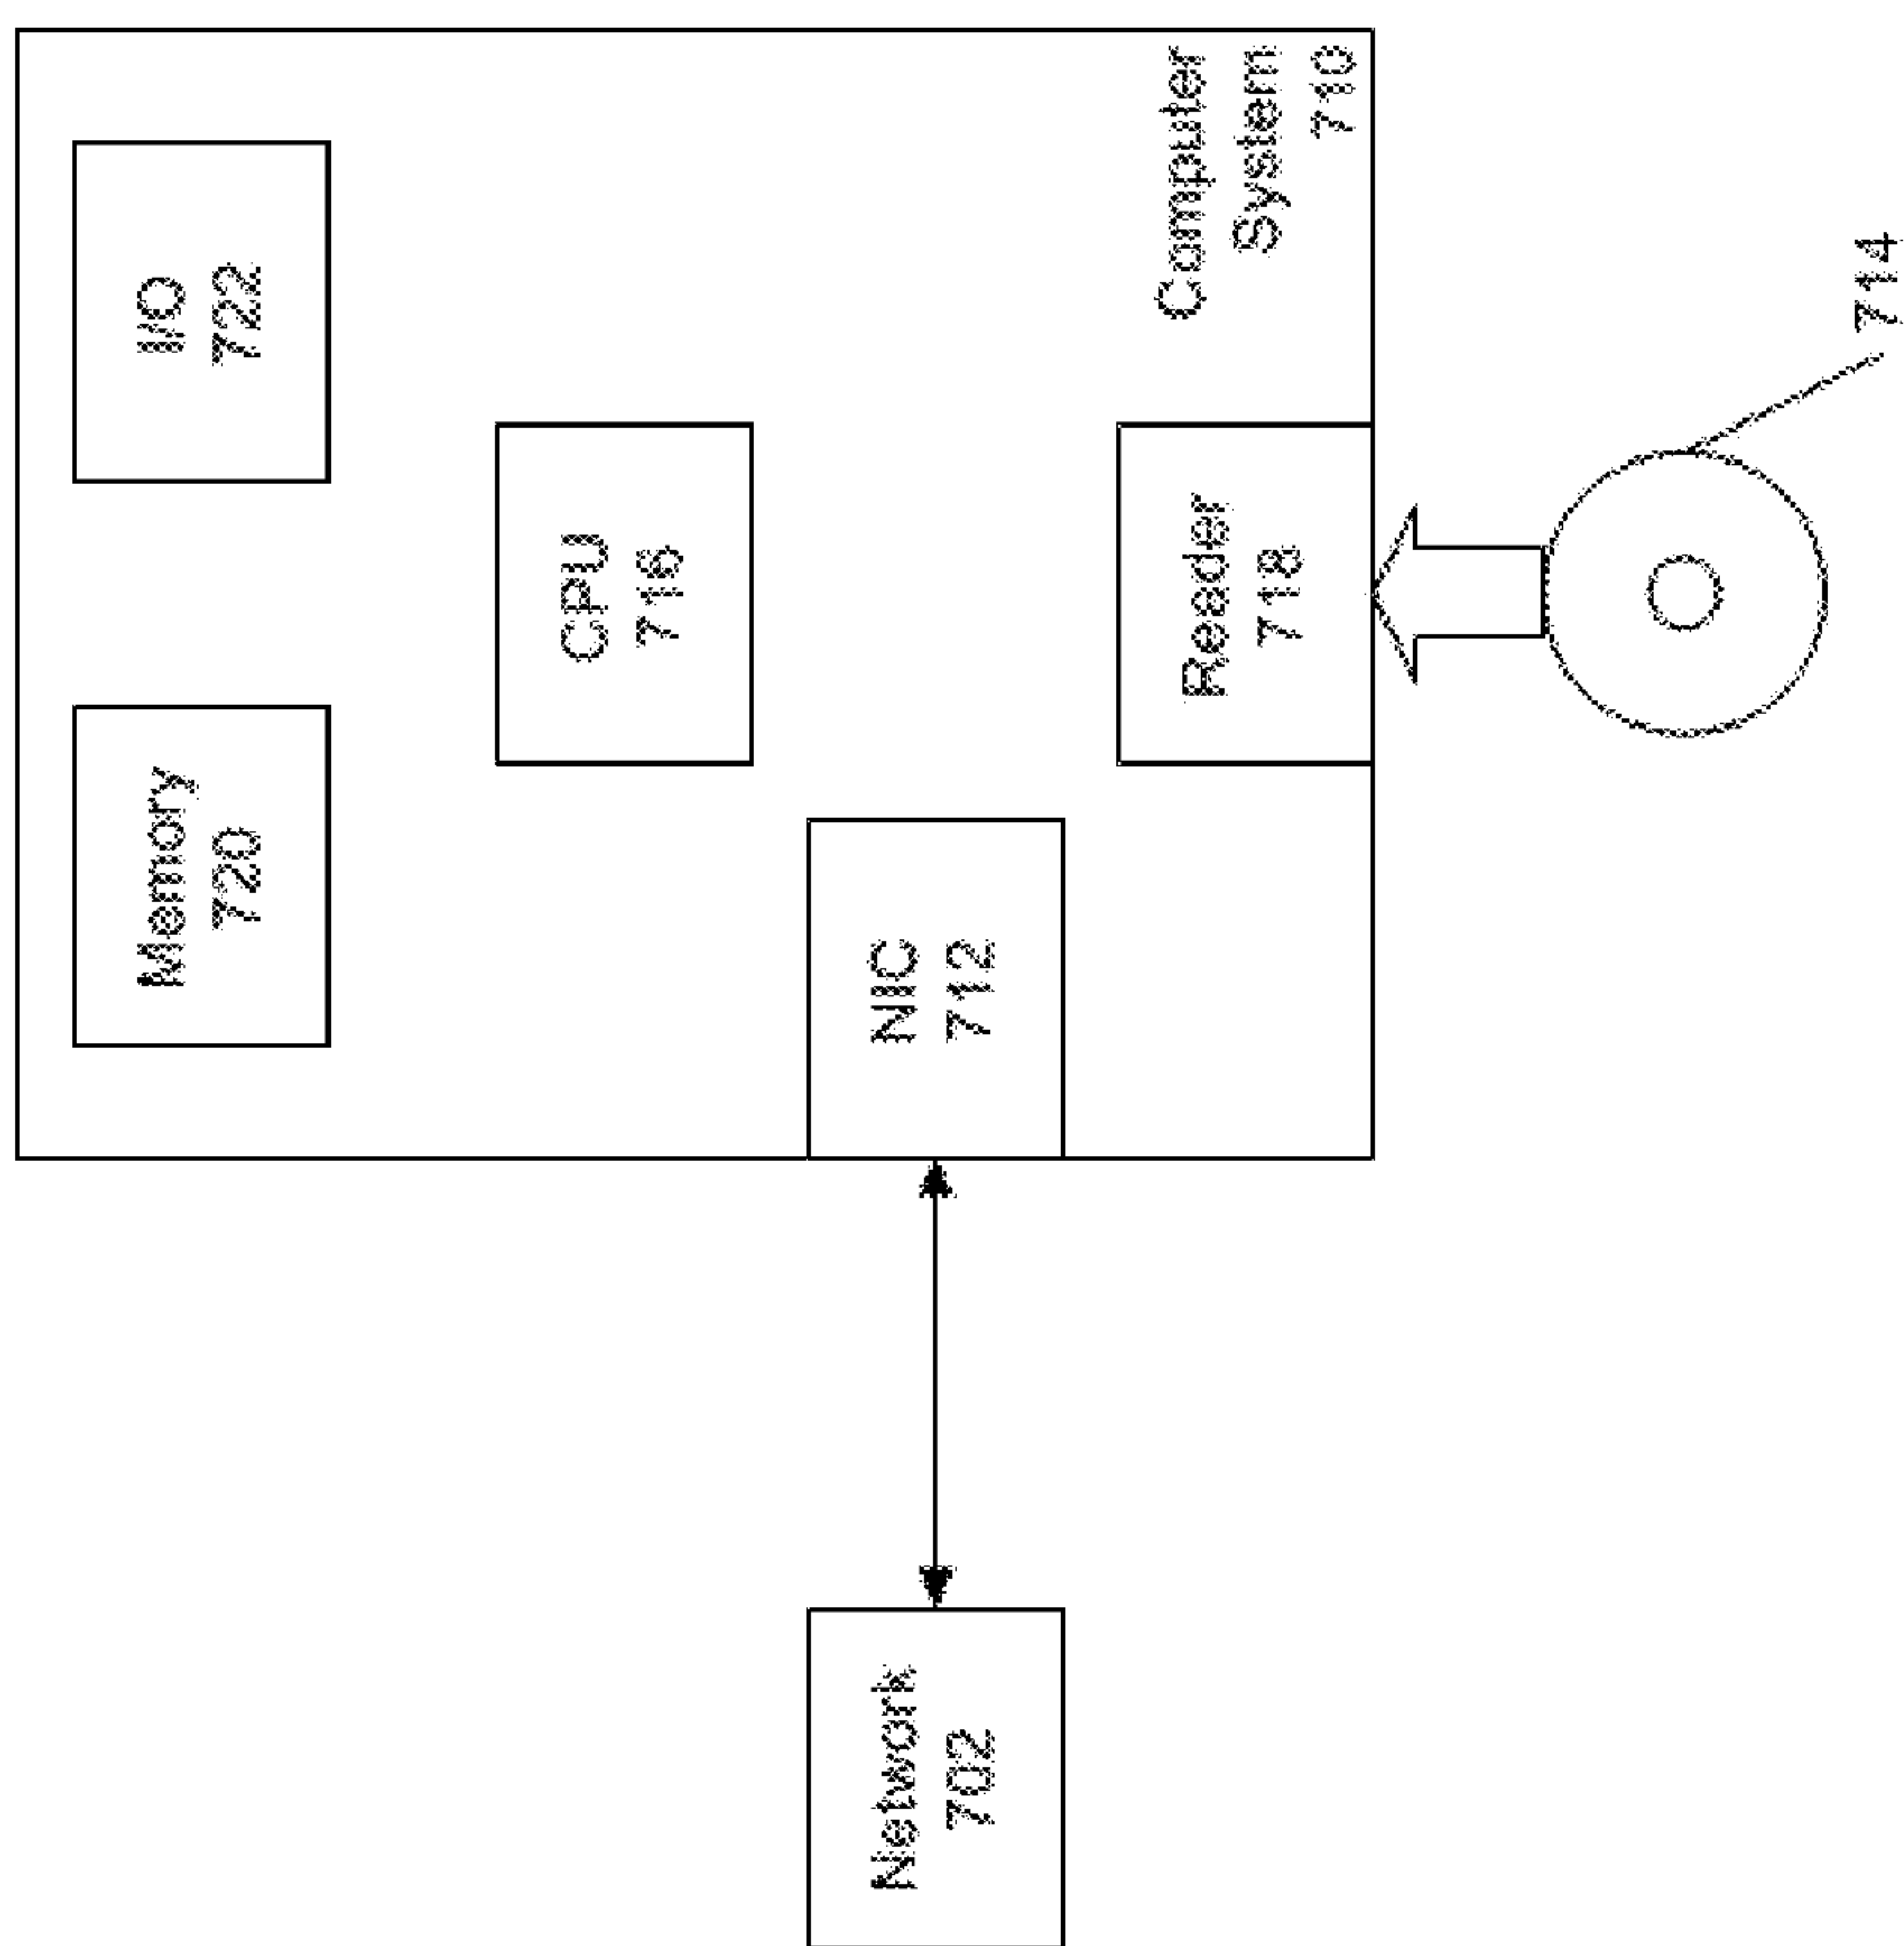 Memory
720
I/O
722
CPU
716
Network
702
NIC
712
Reader
718
Computer
System
710
714